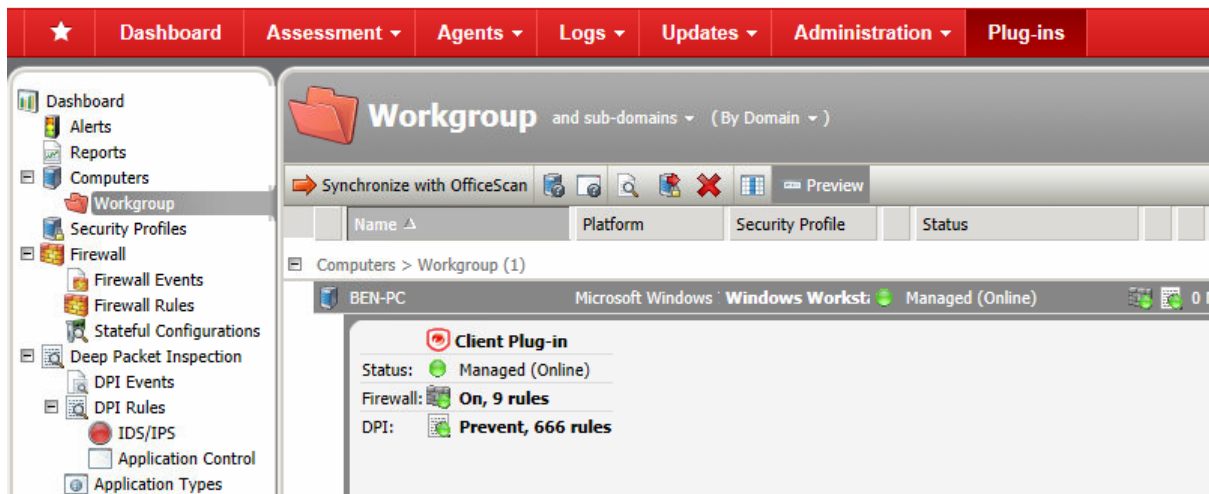 Dashboard Assessment Agents Logs Updates Administration Plug-ins
Dashboard
Alerts
Reports
Computers
Workgroup
Security Profiles
Firewall
Firewall Events
Firewall Rules
Stateful Configurations
Deep Packet Inspection
DPI Events
DPI Rules
IDS/IPS
Application Control
Application Types
Workgroup and sub-domains (By Domain)
Synchronize with OfficeScan Preview
Name Platform Security Profile Status
Computers > Workgroup (1)
BEN-PC Microsoft Windows Windows Managed (Online) 0
Client Plug-in
Status: Managed (Online)
Firewall: On, 9 rules
DPI: Prevent, 666 rules